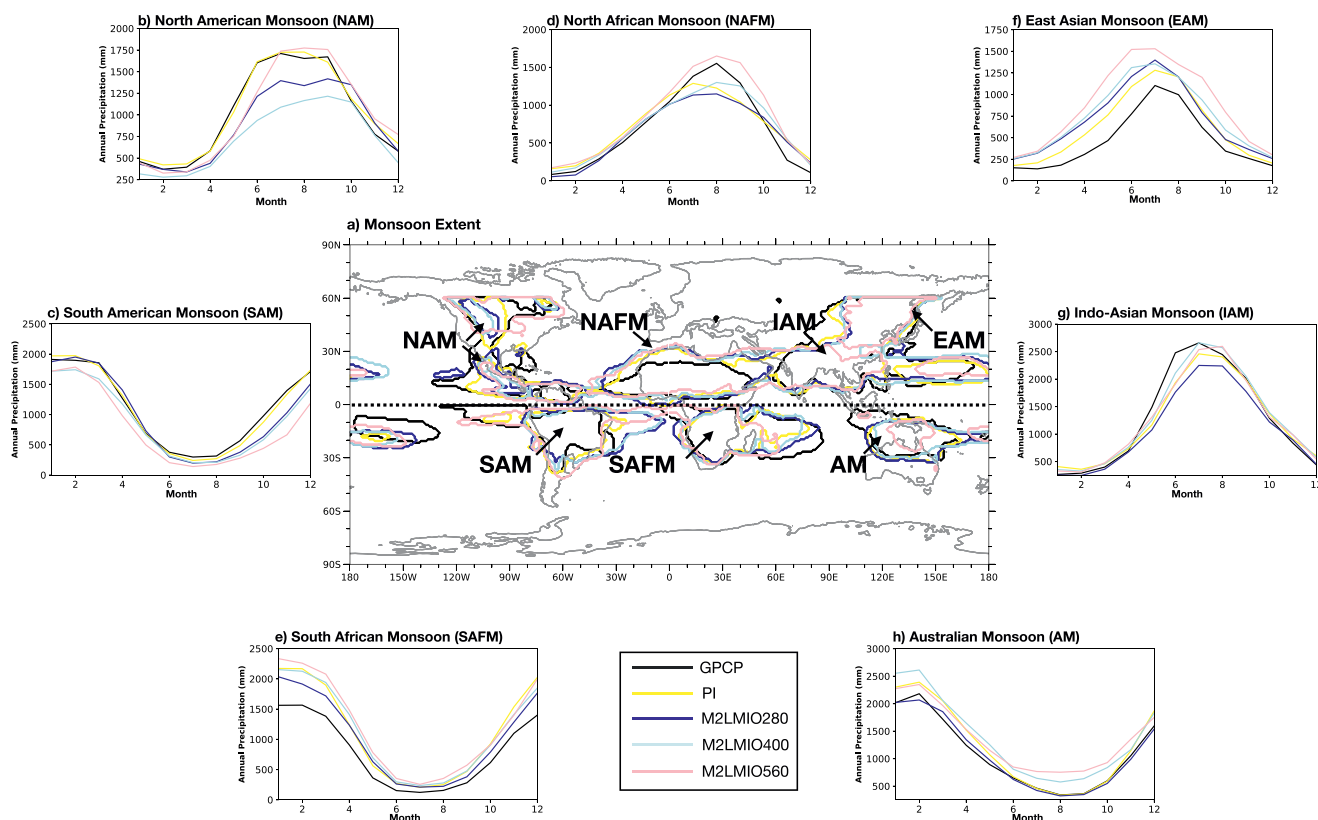 b) North American Monsoon (NAM)
2000
1750
1500
1250
1000
750
500
250
2 4 6 8 10 12
Month
Annual Precipitation (mm)
d) North African Monsoon (NAFM)
2000
1500
1000
500
0
2 4 6 8 10 12
Month
Annual Precipitation (mm)
f) East Asian Monsoon (EAM)
1750
1500
1250
1000
750
500
250
0
2 4 6 8 10 12
Month
Annual Precipitation (mm)
c) South American Monsoon (SAM)
2500
2000
1500
1000
500
0
2 4 6 8 10 12
Month
Annual Precipitation (mm)
a) Monsoon Extent
90N
60N
30N
0
30S
60S
90S
180 150W 120W 90W 60W 30W 0 30E 60E 90E 120E 150E 180
NAM
NAFM
IAM
EAM
SAM
SAFM
AM
g) Indo-Asian Monsoon (IAM)
3000
2500
2000
1500
1000
500
2 4 6 8 10 12
Month
Annual Precipitation (mm)
e) South African Monsoon (SAFM)
2500
2000
1500
1000
500
0
2 4 6 8 10 12
Month
Annual Precipitation (mm)
GPCP
PI
M2LMIO280
M2LMIO400
M2LMIO560
h) Australian Monsoon (AM)
3000
2500
2000
1500
1000
500
2 4 6 8 10 12
Month
Annual Precipitation (mm)